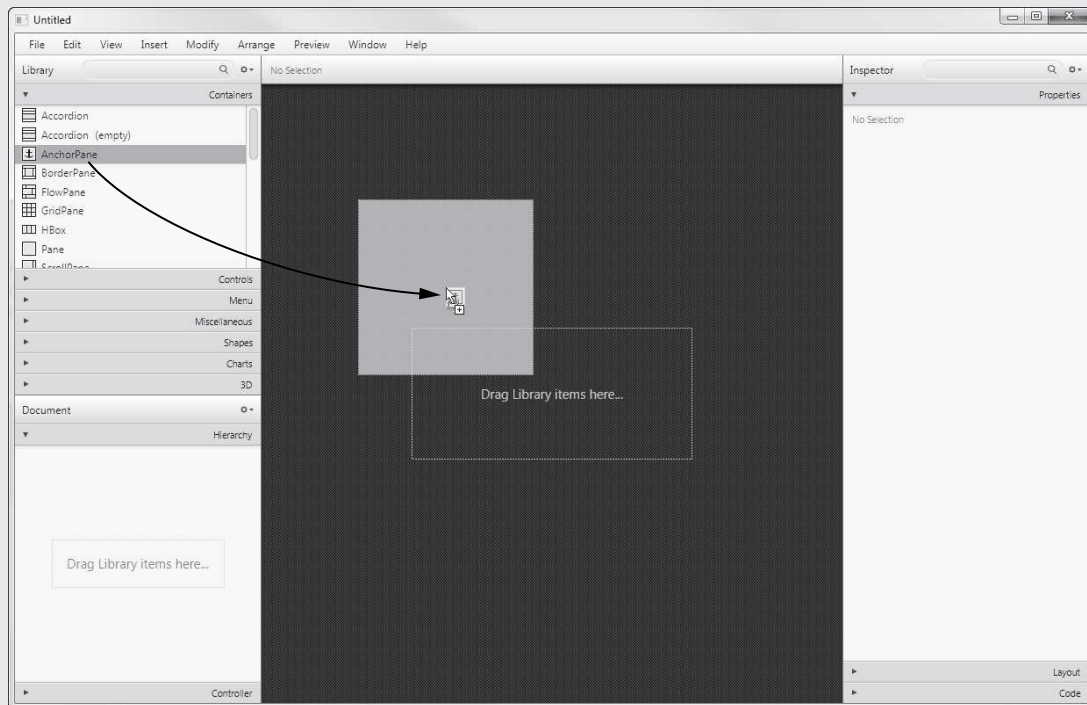 Untitled
File Edit View Insert Modify Arrange Preview Window Help
Library
No Selection
Inspector
Containers
Properties
Accordion
Accordion (empty)
AnchorPane
BorderPane
FlowPane
GridPane
HBox
Pane
ScrollPane
No Selection
Controls
Menu
Miscellaneous
Shapes
Charts
3D
Document
Hierarchy
Drag Library items here...
Drag Library items here...
Controller
Layout
Code